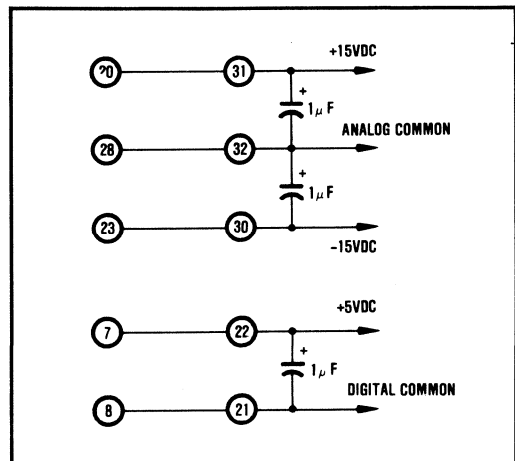 +15VDC
20 31
+
1μF
ANALOG COMMON
28 32
+
1μF
23 30
-15VDC
+5VDC
7 22
+
1μF
DIGITAL COMMON
8 21